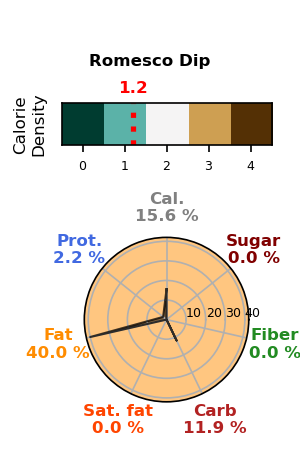 Romesco Dip
1.2
Calorie
Density
0 1 2 3 4
Cal.
15.6 %
Prot.
2.2 %
Sugar
0.0 %
10 20 30 40
Fat
40.0 %
Fiber
0.0 %
Sat. fat
0.0 %
Carb
11.9 %